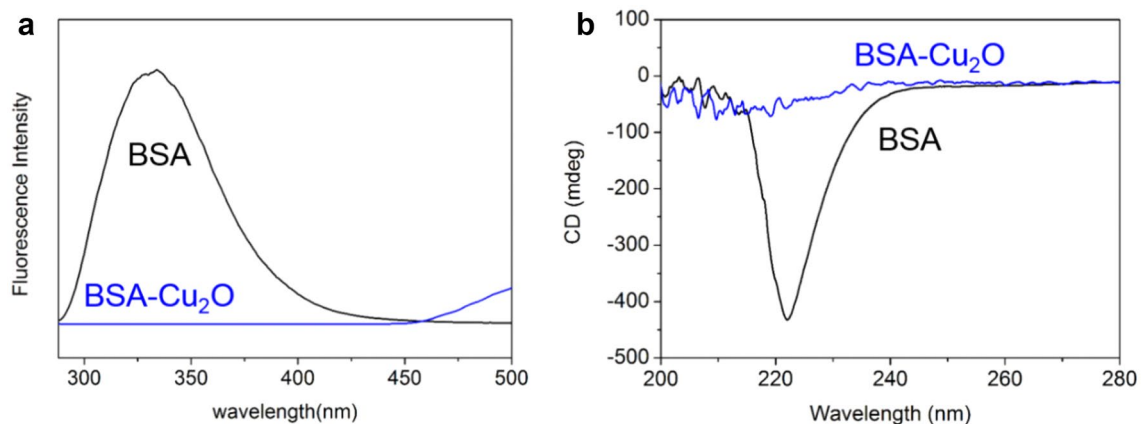 a
Fluorescence Intensity
BSA
BSA-Cu₂O
300 350 400 450 500
wavelength(nm)
b
CD (mdeg)
100
0
-100
-200
-300
-400
-500
BSA-Cu₂O
BSA
200 220 240 260 280
Wavelength (nm)